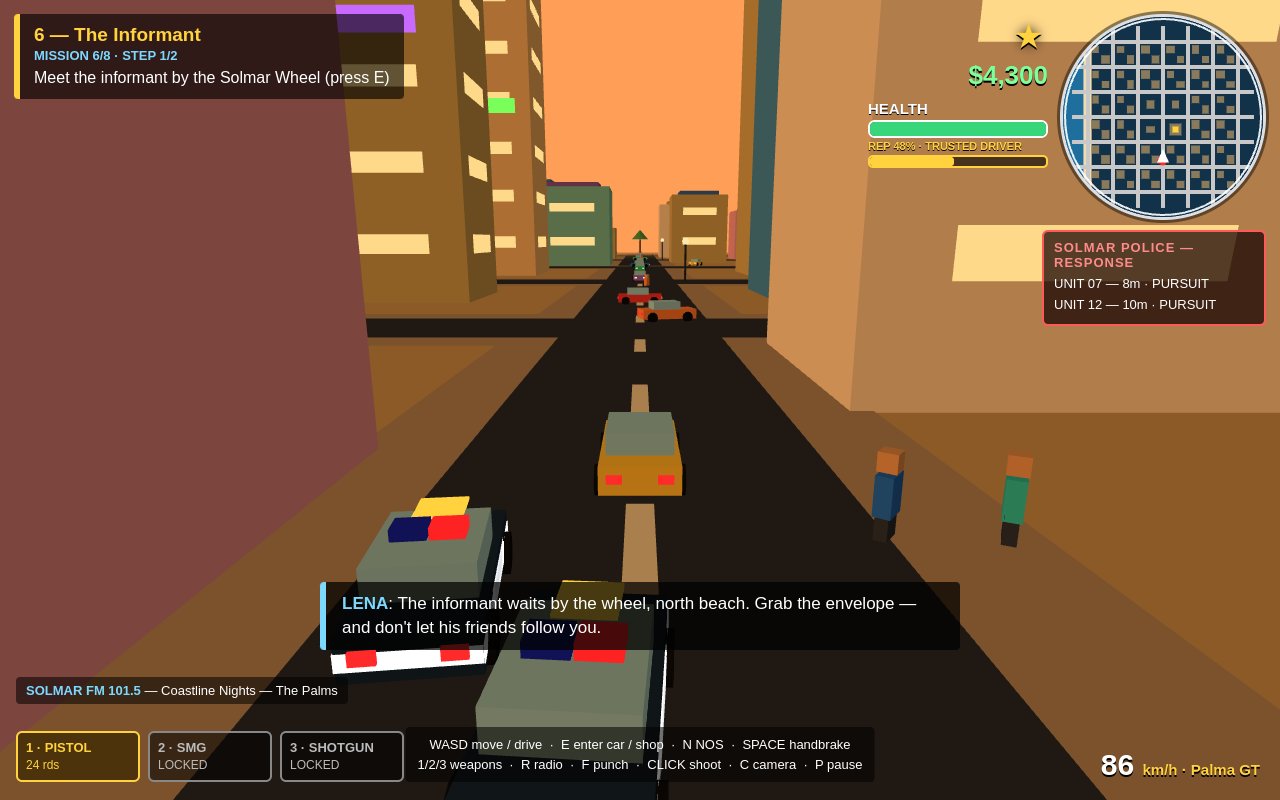 6 — The Informant
MISSION 6/8 · STEP 1/2
Meet the informant by the Solmar Wheel (press E)
★
$4,300
HEALTH
REP 48% · TRUSTED DRIVER
SOLMAR POLICE —
RESPONSE
UNIT 07 — 8m · PURSUIT
UNIT 12 — 10m · PURSUIT
LENA: The informant waits by the wheel, north beach. Grab the envelope —
and don't let his friends follow you.
SOLMAR FM 101.5 — Coastline Nights — The Palms
1 · PISTOL
24 rds
2 · SMG
LOCKED
3 · SHOTGUN
LOCKED
WASD move / drive · E enter car / shop · N NOS · SPACE handbrake
1/2/3 weapons · R radio · F punch · CLICK shoot · C camera · P pause
86 km/h · Palma GT